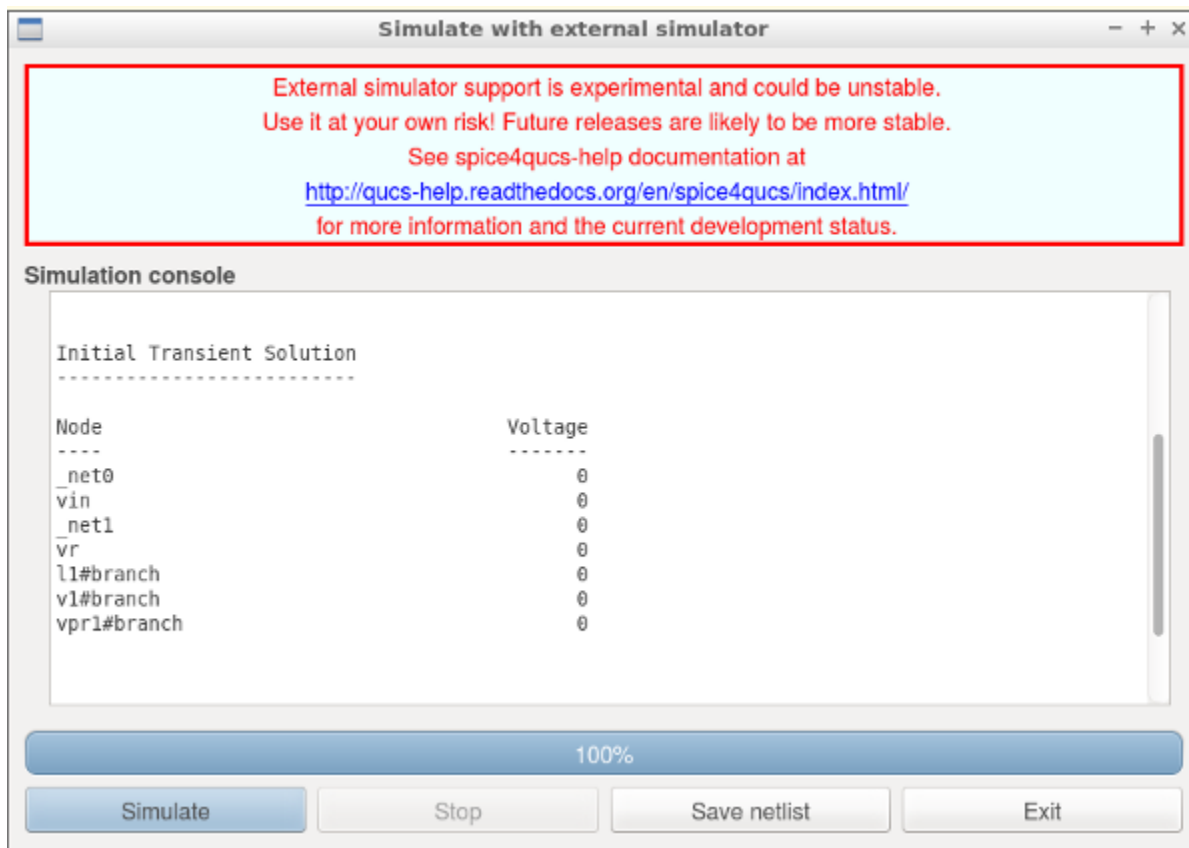 Simulate with external simulator
External simulator support is experimental and could be unstable.
Use it at your own risk! Future releases are likely to be more stable.
See spice4qucs-help documentation at
http://qucs-help.readthedocs.org/en/spice4qucs/index.html/
for more information and the current development status.
Simulation console
Initial Transient Solution
--------------------------
Node Voltage
---- -------
_net0 0
vin 0
_net1 0
vr 0
l1#branch 0
v1#branch 0
vpr1#branch 0
100%
Simulate Stop Save netlist Exit